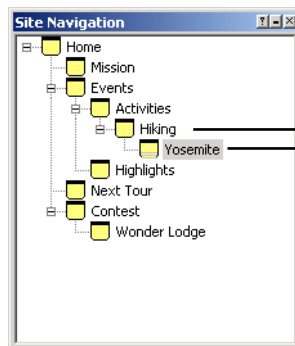 Site Navigation
Home
Mission
Events
Activities
Hiking
Yosemite
Highlights
Next Tour
Contest
Wonder Lodge